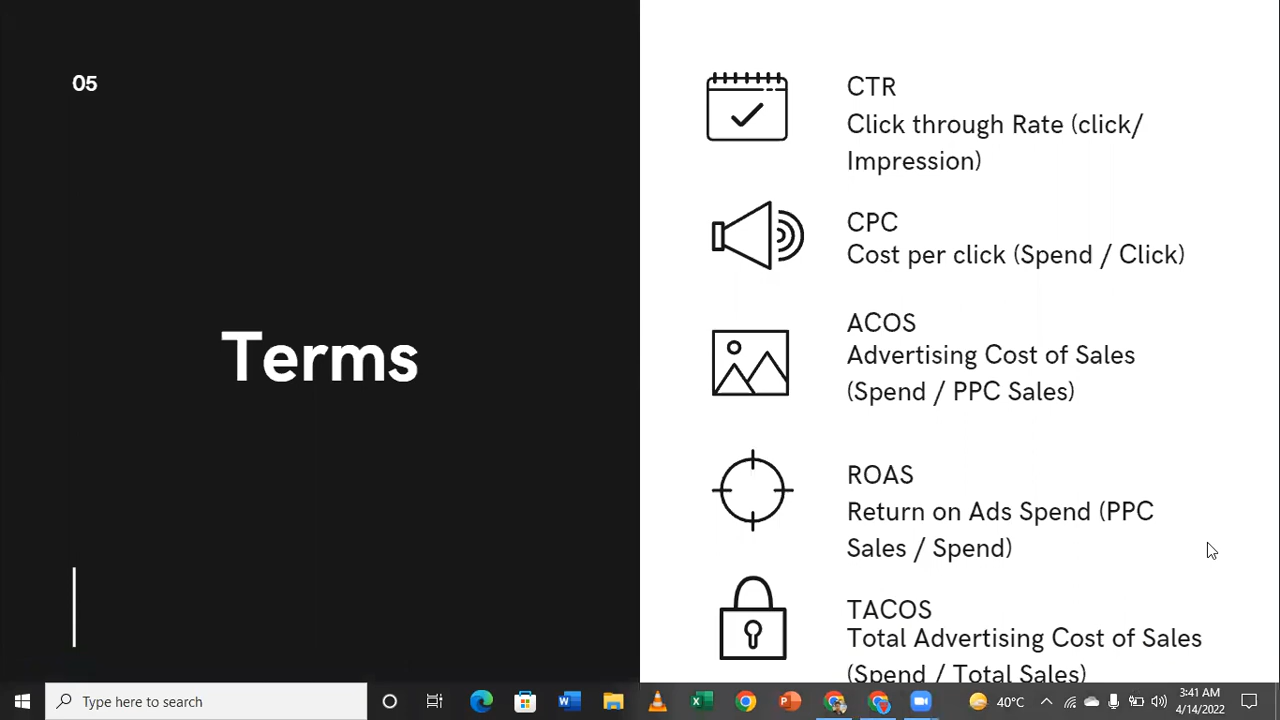 05
Terms
CTR
Click through Rate (click/
Impression)
CPC
Cost per click (Spend / Click)
ACOS
Advertising Cost of Sales
(Spend / PPC Sales)
ROAS
Return on Ads Spend (PPC
Sales / Spend)
TACOS
Total Advertising Cost of Sales
(Spend / Total Sales)
Type here to search
40°C
3:41 AM
4/14/2022